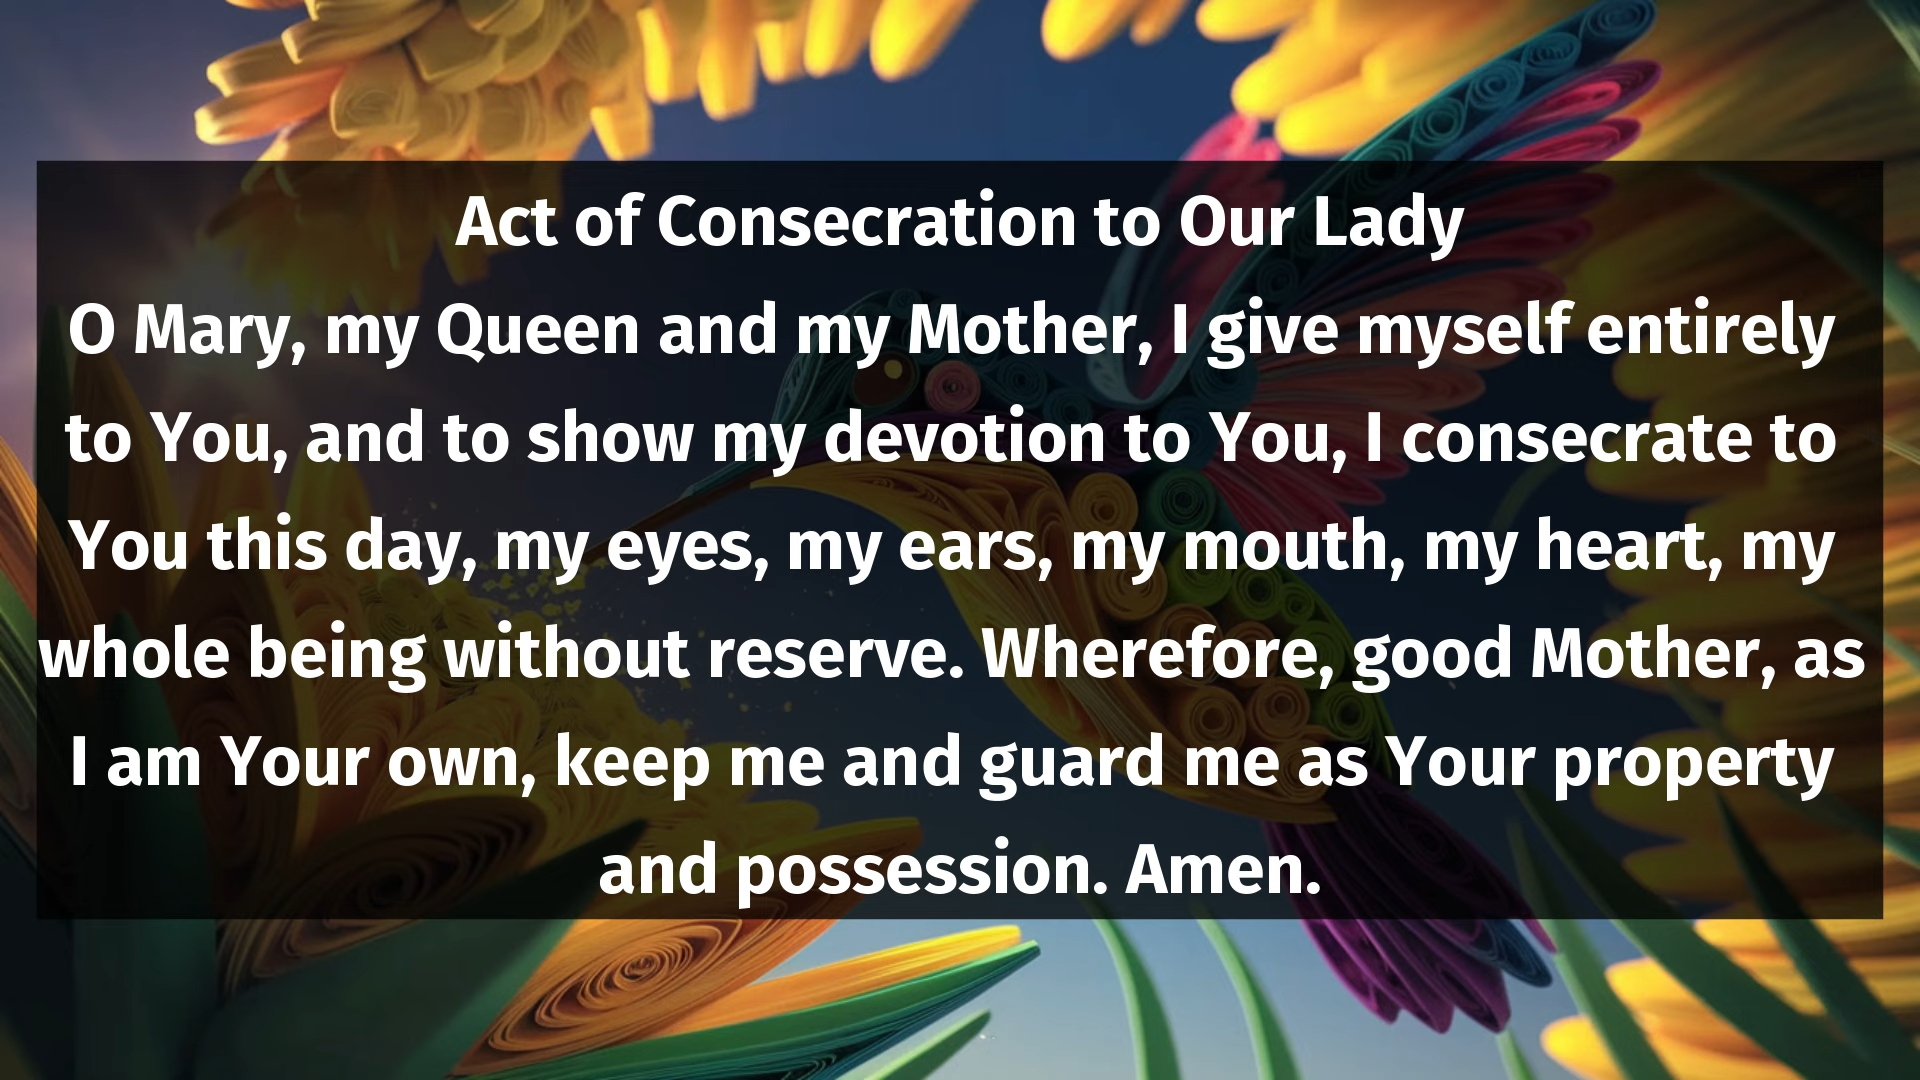 Act of Consecration to Our Lady
O Mary, my Queen and my Mother, I give myself entirely
to You, and to show my devotion to You, I consecrate to
You this day, my eyes, my ears, my mouth, my heart, my
whole being without reserve. Wherefore, good Mother, as
I am Your own, keep me and guard me as Your property
and possession. Amen.